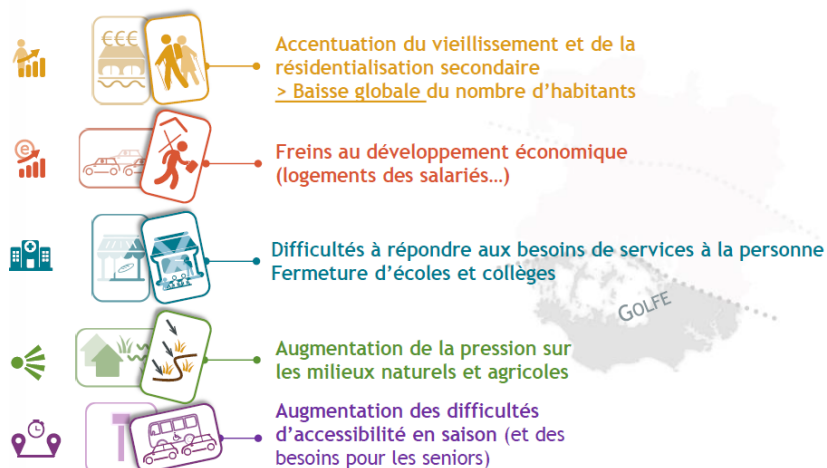 €€€
Accentuation du vieillissement et de la
résidentialisation secondaire
> Baisse globale du nombre d’habitants
e
Freins au développement économique
(logements des salariés…)
Difficultés à répondre aux besoins de services à la personne
Fermeture d’écoles et collèges
GOLFE
Augmentation de la pression sur
les milieux naturels et agricoles
Augmentation des difficultés
d’accessibilité en saison (et des
besoins pour les seniors)